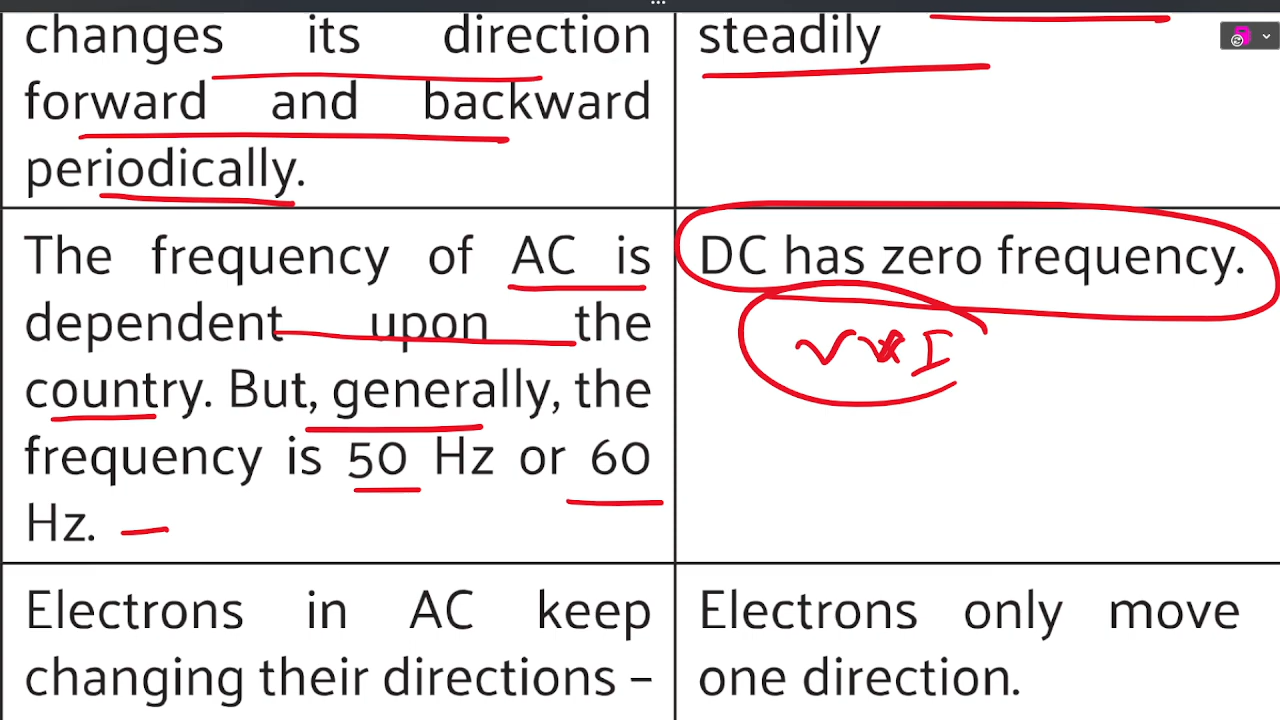 changes its direction
forward and backward
periodically.
steadily
The frequency of AC is
dependent upon the
country. But, generally, the
frequency is 50 Hz or 60
Hz.
DC has zero frequency.
Electrons in AC keep
changing their directions –
Electrons only move
one direction.